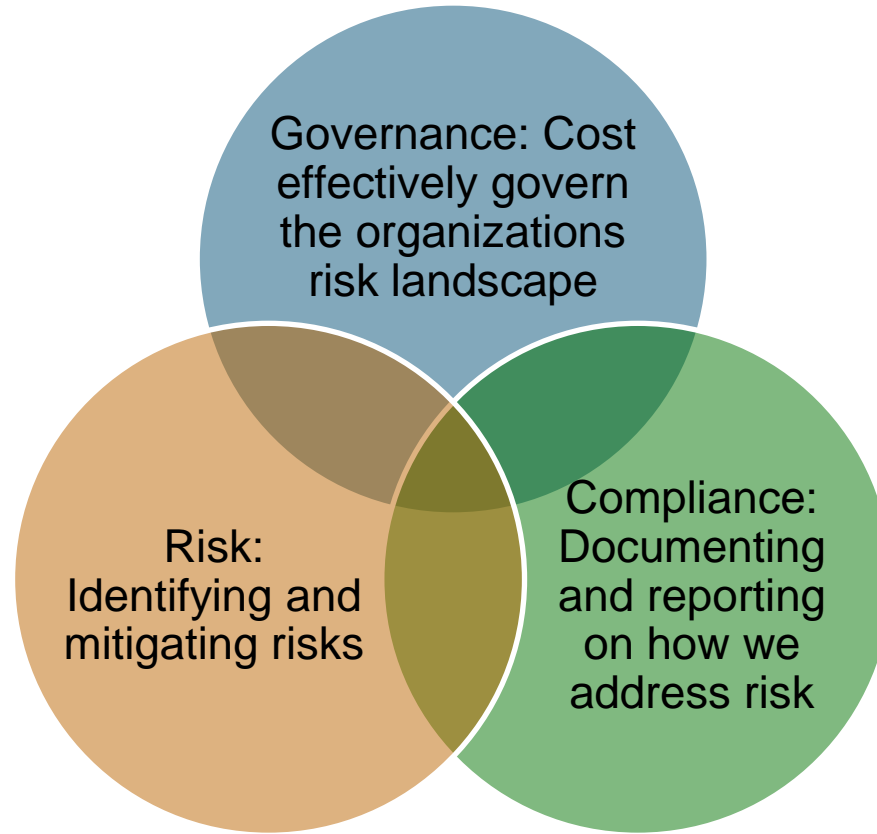 Governance: Cost
effectively govern
the organizations
risk landscape
Risk:
Identifying and
mitigating risks
Compliance:
Documenting
and reporting
on how we
address risk